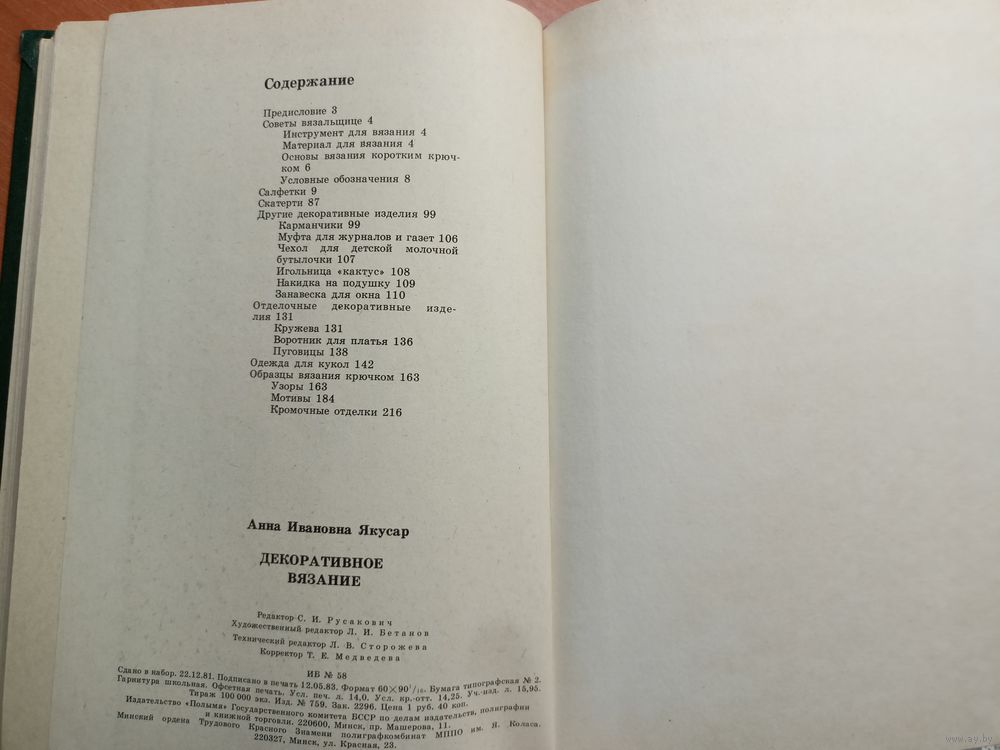 Содержание
Предисловие 3
Советы вязальщице 4
Инструмент для вязания 4
Материал для вязания 4
Основы вязания коротким крюч-
ком 6
Условные обозначения 8
Салфетки 9
Скатерти 87
Другие декоративные изделия 99
Карманчики 99
Муфта для журналов и газет 106
Чехол для детской молочной
бутылочки 107
Игольница «кактус» 108
Накидка на подушку 109
Занавеска для окна 110
Отделочные декоративные изде-
лия 131
Кружева 131
Воротник для платья 136
Пуговицы 138
Одежда для кукол 142
Образцы вязания крючком 163
Узоры 163
Мотивы 184
Кромочные отделки 216
Анна Ивановна Якусар
ДЕКОРАТИВНОЕ
ВЯЗАНИЕ
Редактор С. И. Русакович
Художественный редактор Л. И. Бетанов
Технический редактор Л. В. Сторожева
Корректор Т. Е. Медведева
ИБ № 58
Сдано в набор. 22.12.81. Подписано в печать 12.05.83. Формат 60×90¹/₁₆. Бумага типографская № 2.
Гарнитура школьная. Офсетная печать. Усл. печ. л. 14,0. Усл. кр.-отт. 14,25. Уч.-изд. л. 15,95.
Тираж 100 000 экз. Изд. № 759. Зак. 2296. Цена 1 руб. 40 коп.
Издательство «Полымя» Государственного комитета БССР по делам издательств, полиграфии
и книжной торговли. 220600, Минск, пр. Машерова, 11.
Минский ордена Трудового Красного Знамени полиграфкомбинат МППО им. Я. Коласа.
220327, Минск, ул. Красная, 23.
www.ay.by